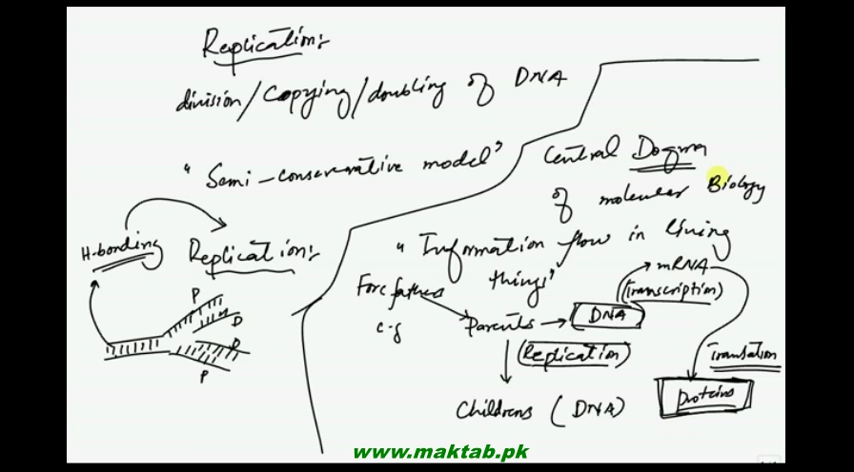 Replication:
division/Copying/doubling of DNA
"Semi-conservative model"
H-bonding
Replication:
P
D
D
P
Central Dogma
of molecular Biology
"Information flow in living
things"
Forefathers
e.g
Parents → DNA
(Transcription)
mRNA
(Replication)
Translation
Proteins
Childrens (DNA)
www.maktab.pk